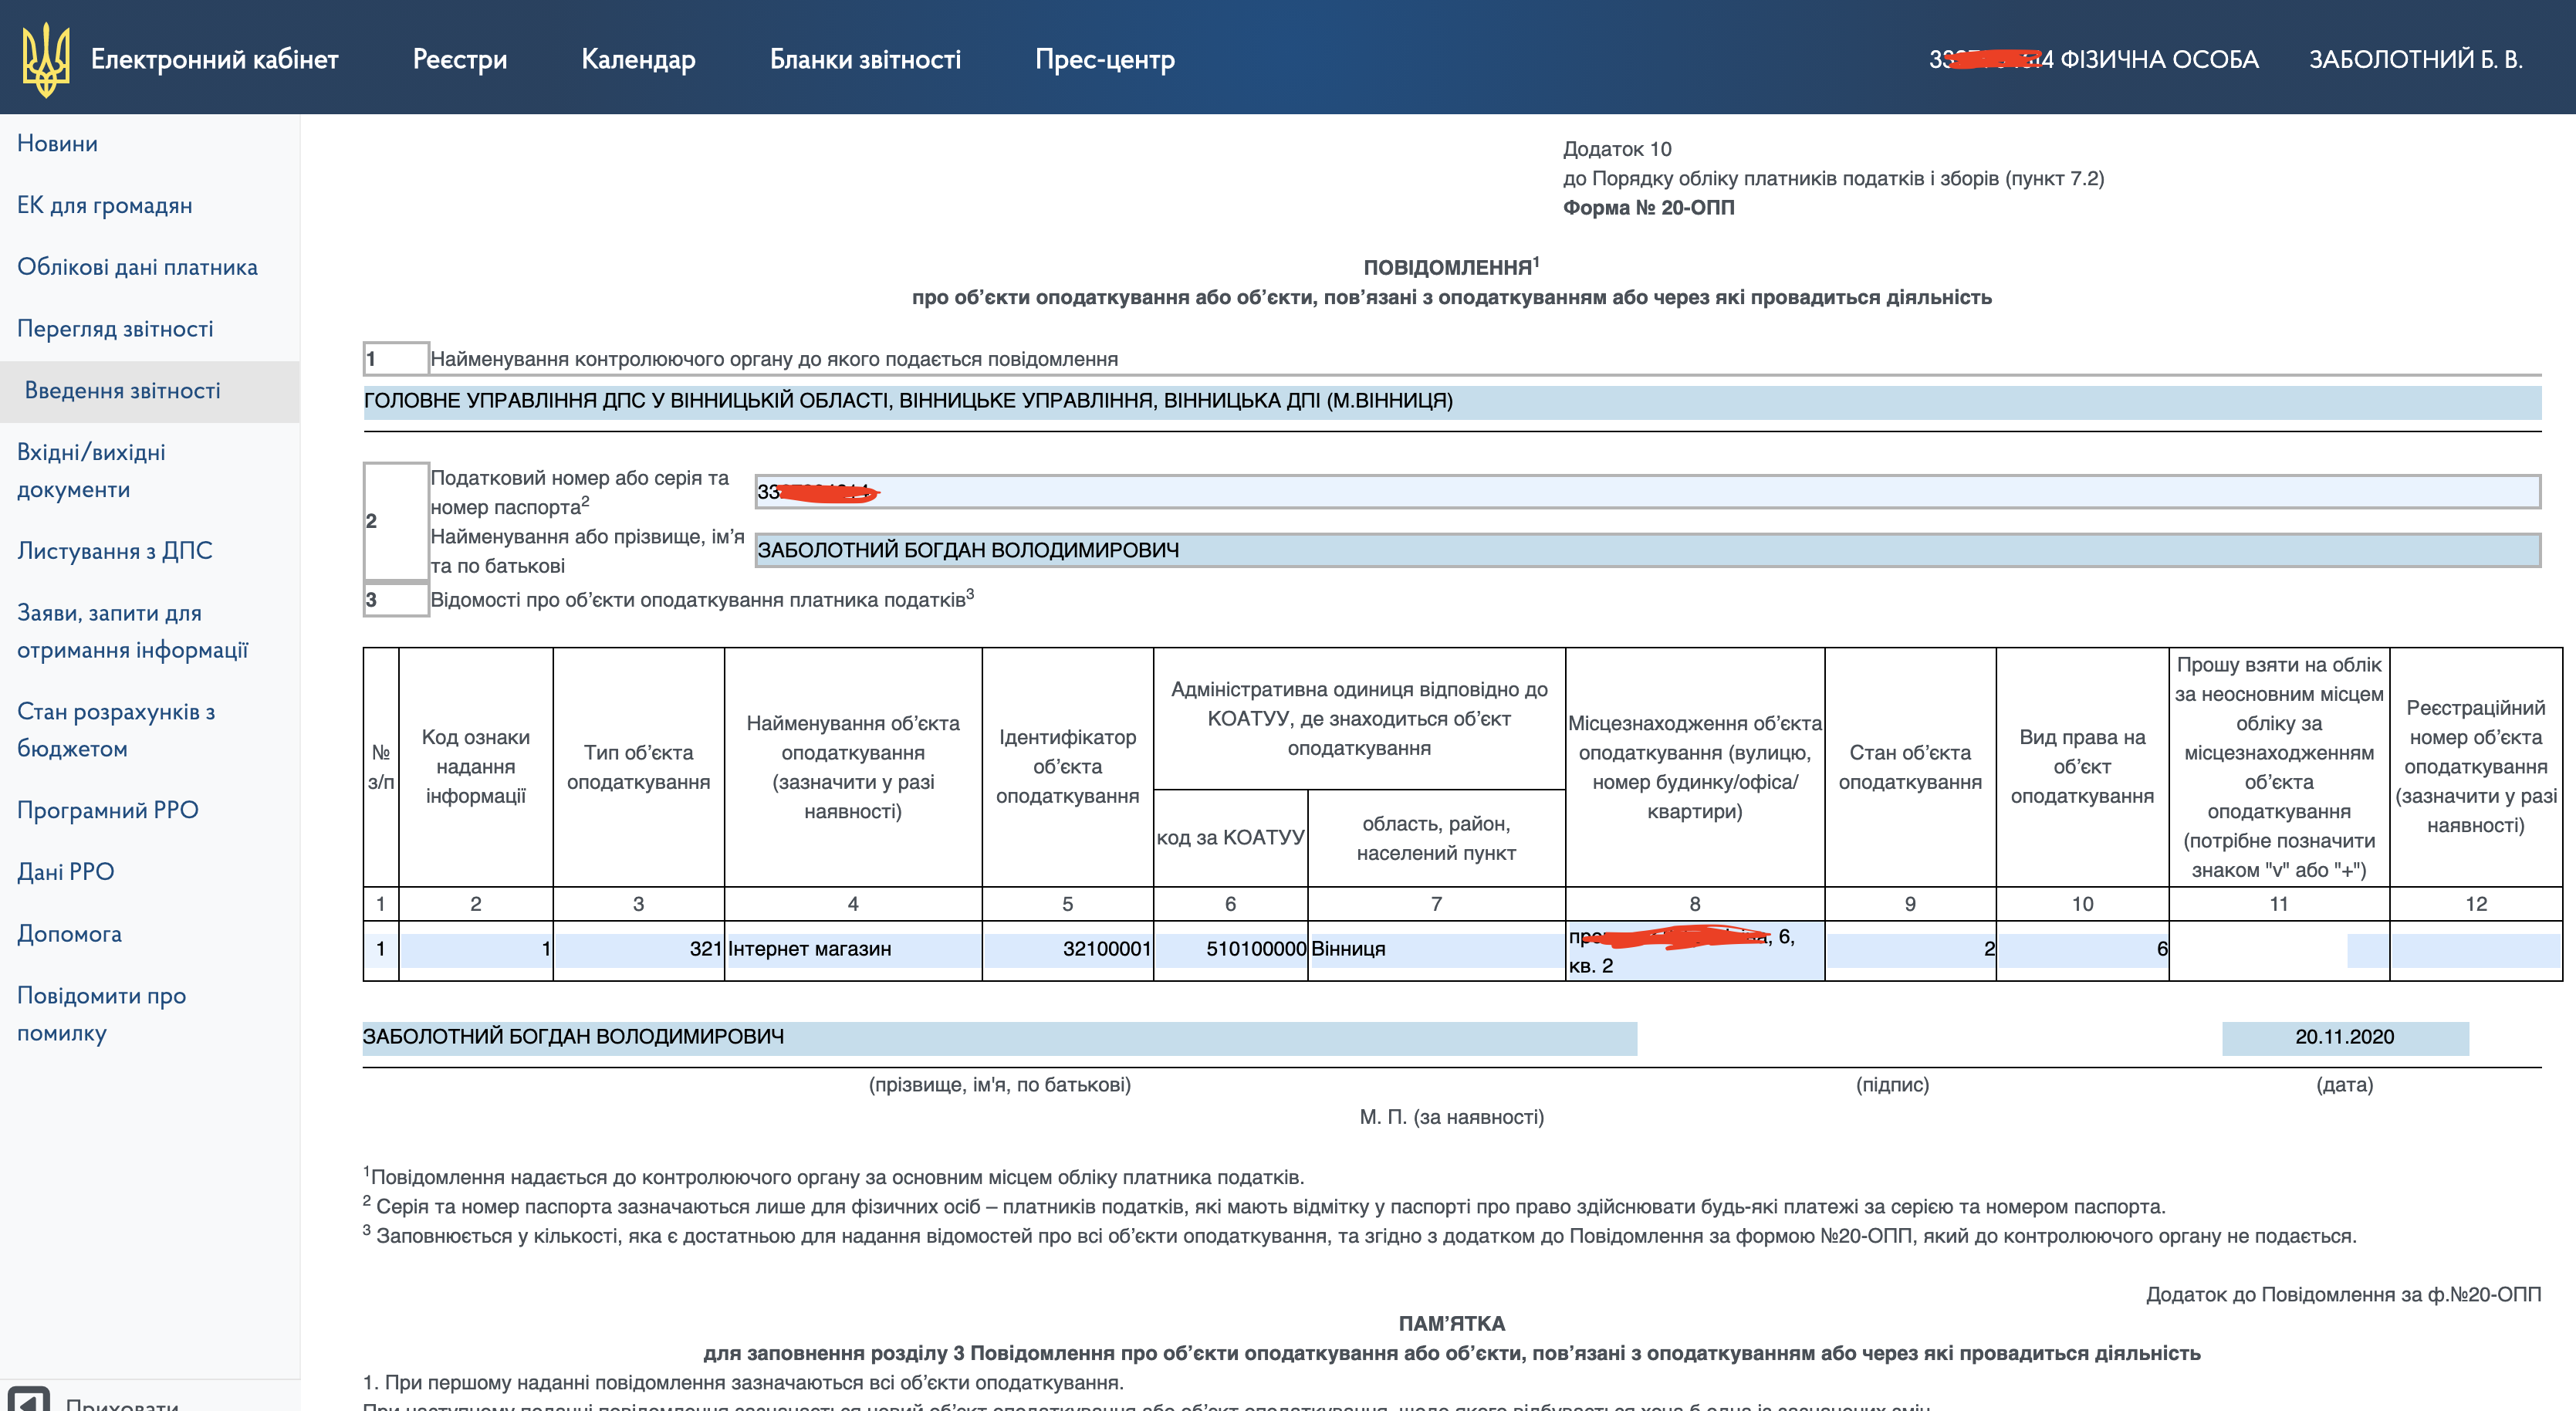 Електронний кабінет Реєстри Календар Бланки звітності Прес-центр 33 4 ФІЗИЧНА ОСОБА ЗАБОЛОТНИЙ Б. В.
Новини
ЕК для громадян
Облікові дані платника
Перегляд звітності
Введення звітності
Вхідні/вихідні
документи
Листування з ДПС
Заяви, запити для
отримання інформації
Стан розрахунків з
бюджетом
Програмний РРО
Дані РРО
Допомога
Повідомити про
помилку
Приховати
Додаток 10
до Порядку обліку платників податків і зборів (пункт 7.2)
Форма № 20-ОПП
ПОВІДОМЛЕННЯ1
про об’єкти оподаткування або об’єкти, пов’язані з оподаткуванням або через які провадиться діяльність
1 Найменування контролюючого органу до якого подається повідомлення
ГОЛОВНЕ УПРАВЛІННЯ ДПС У ВІННИЦЬКІЙ ОБЛАСТІ, ВІННИЦЬКЕ УПРАВЛІННЯ, ВІННИЦЬКА ДПІ (М.ВІННИЦЯ)
2
Податковий номер або серія та
номер паспорта2
33
Найменування або прізвище, ім’я
та по батькові
ЗАБОЛОТНИЙ БОГДАН ВОЛОДИМИРОВИЧ
3 Відомості про об’єкти оподаткування платника податків3
№
з/п
Код ознаки
надання
інформації
Тип об’єкта
оподаткування
Найменування об’єкта
оподаткування
(зазначити у разі
наявності)
Ідентифікатор
об’єкта
оподаткування
Адміністративна одиниця відповідно до
КОАТУУ, де знаходиться об’єкт
оподаткування
код за КОАТУУ
область, район,
населений пункт
Місцезнаходження об’єкта
оподаткування (вулицю,
номер будинку/офіса/
квартири)
Стан об’єкта
оподаткування
Вид права на
об’єкт
оподаткування
Прошу взяти на облік
за неосновним місцем
обліку за
місцезнаходженням
об’єкта
оподаткування
(потрібне позначити
знаком "v" або "+")
Реєстраційний
номер об’єкта
оподаткування
(зазначити у разі
наявності)
1 2 3 4 5 6 7 8 9 10 11 12
1 1 321 Інтернет магазин 32100001 510100000 Вінниця
6,
кв. 2
2 6
ЗАБОЛОТНИЙ БОГДАН ВОЛОДИМИРОВИЧ 20.11.2020
(прізвище, ім'я, по батькові) (підпис) (дата)
М. П. (за наявності)
1Повідомлення надається до контролюючого органу за основним місцем обліку платника податків.
2 Серія та номер паспорта зазначаються лише для фізичних осіб – платників податків, які мають відмітку у паспорті про право здійснювати будь-які платежі за серією та номером паспорта.
3 Заповнюється у кількості, яка є достатньою для надання відомостей про всі об’єкти оподаткування, та згідно з додатком до Повідомлення за формою №20-ОПП, який до контролюючого органу не подається.
Додаток до Повідомлення за ф.№20-ОПП
ПАМ’ЯТКА
для заповнення розділу 3 Повідомлення про об’єкти оподаткування або об’єкти, пов’язані з оподаткуванням або через які провадиться діяльність
1. При першому наданні повідомлення зазначаються всі об’єкти оподаткування.